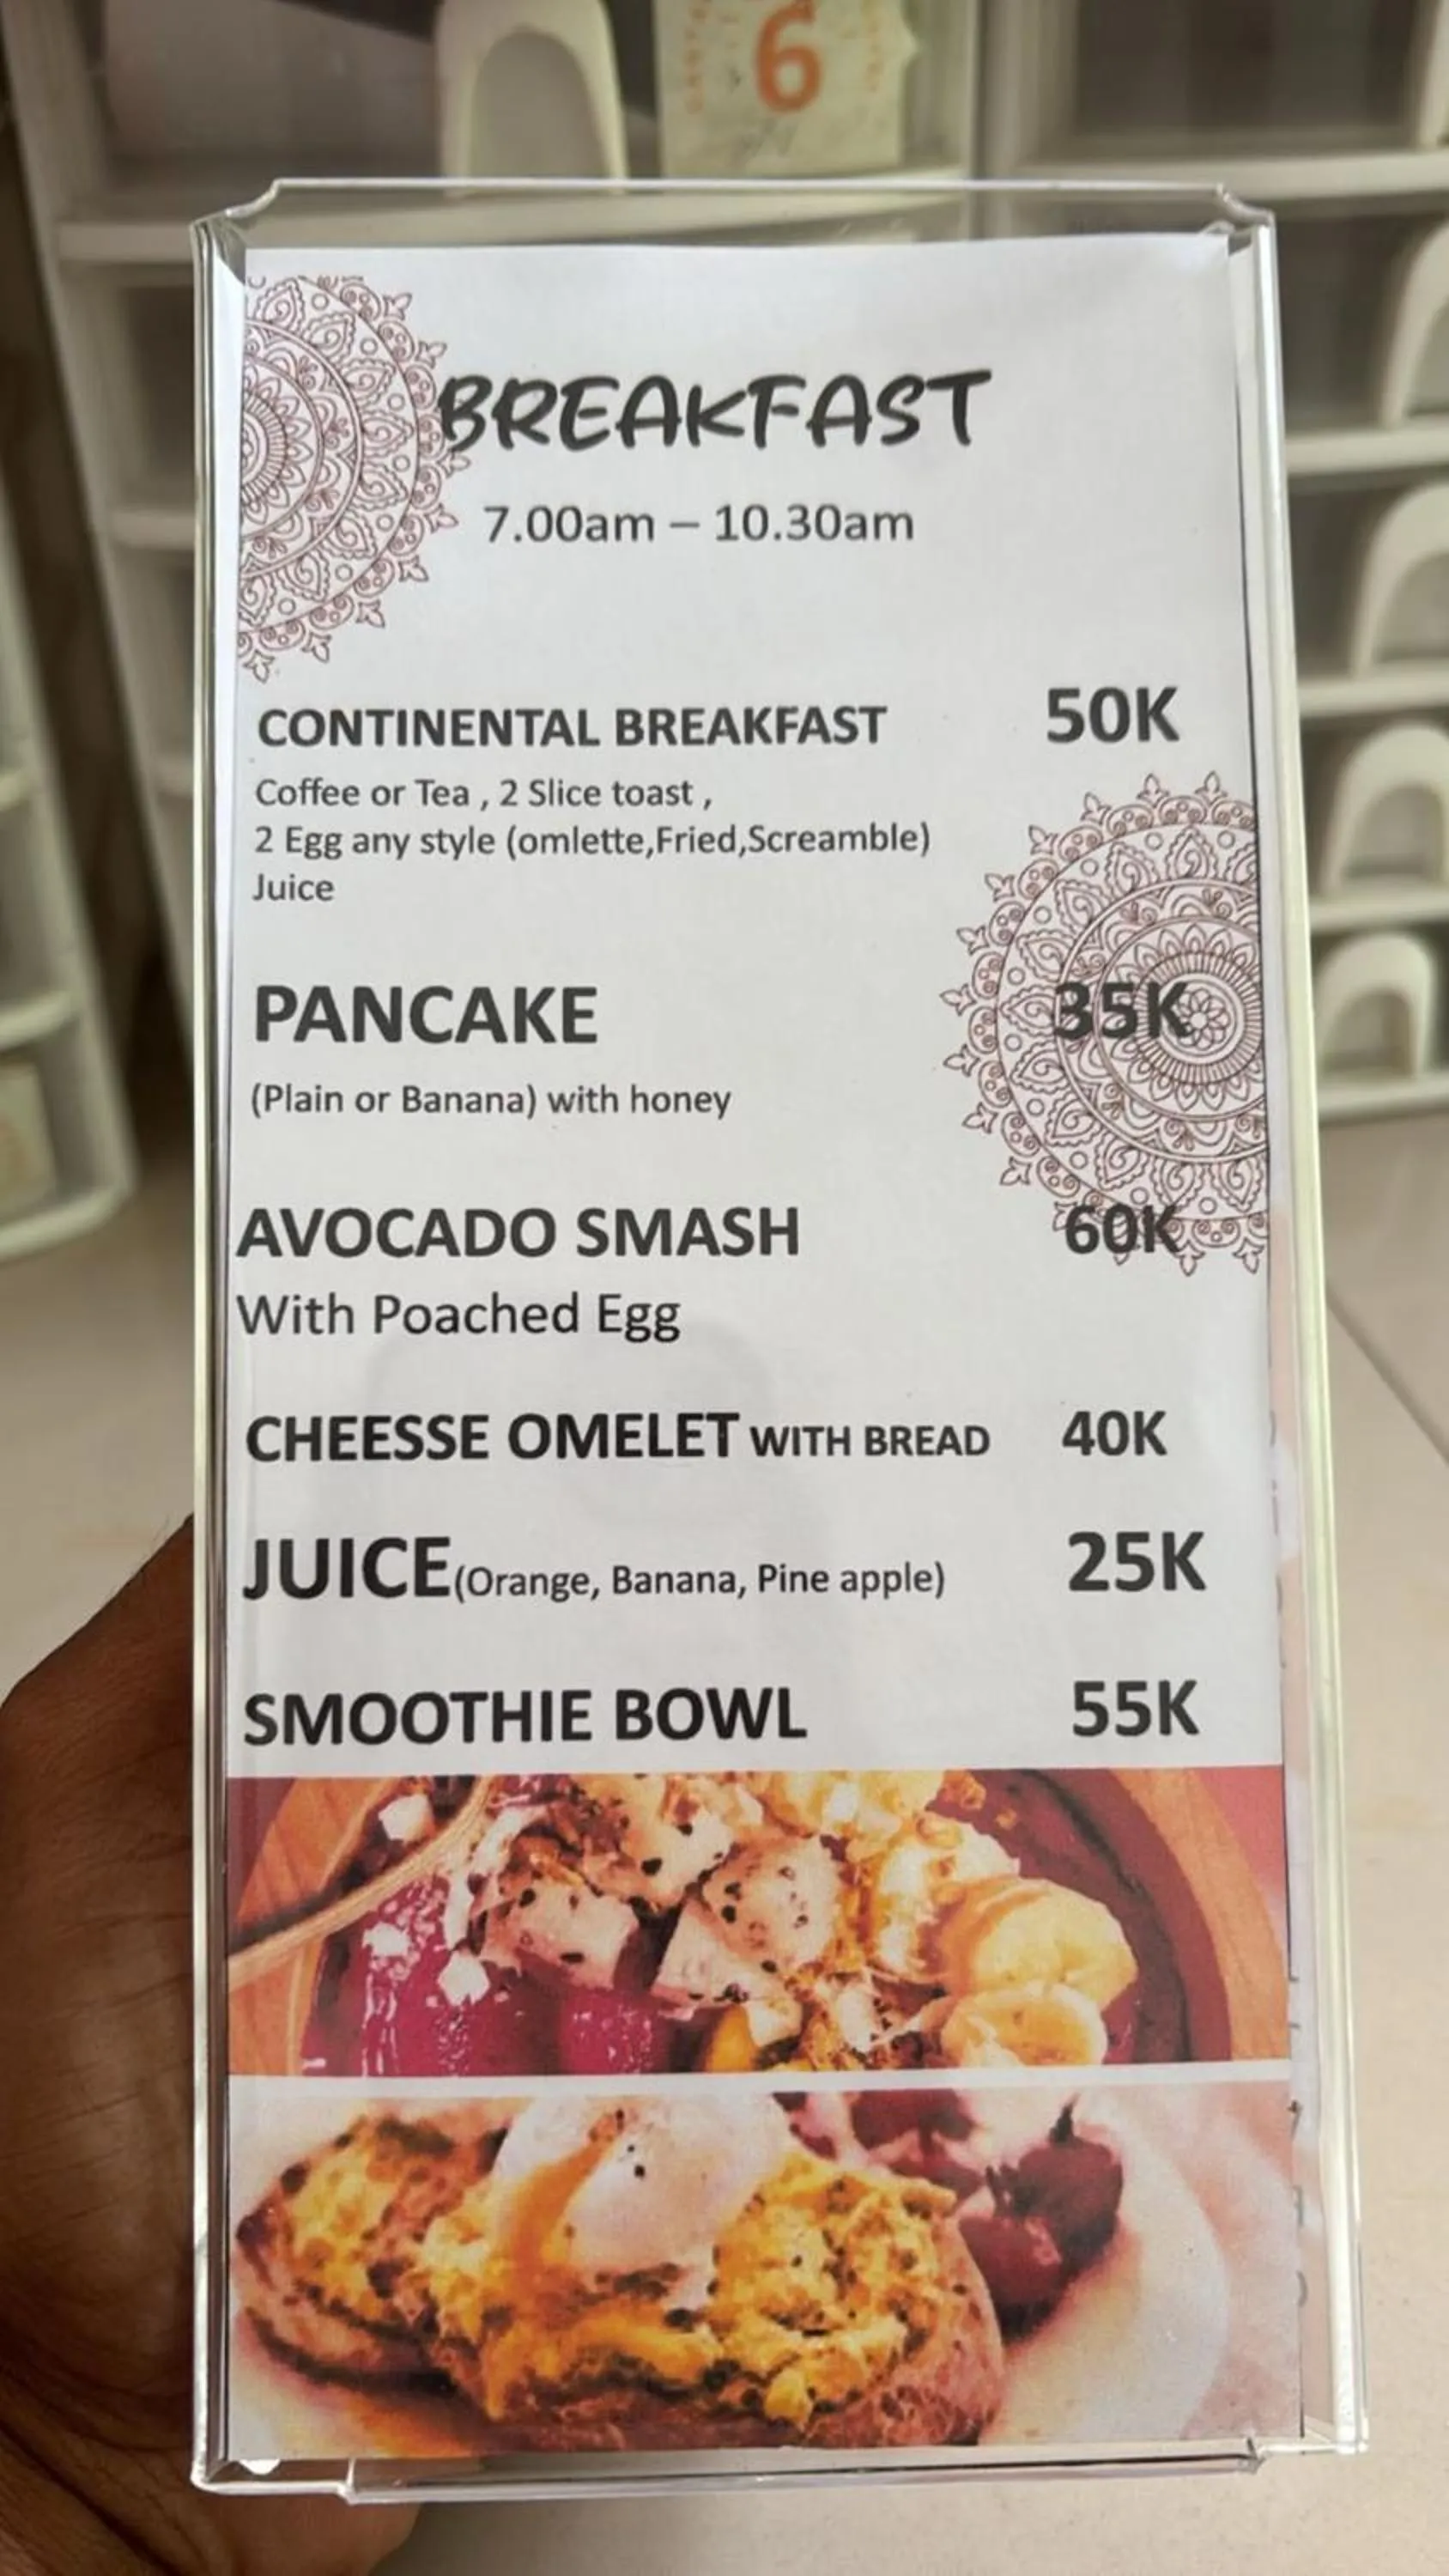 6
BREAKFAST
7.00am – 10.30am
CONTINENTAL BREAKFAST 50K
Coffee or Tea , 2 Slice toast ,
2 Egg any style (omlette,Fried,Screamble)
Juice
PANCAKE 35K
(Plain or Banana) with honey
AVOCADO SMASH 60K
With Poached Egg
CHEESSE OMELET WITH BREAD 40K
JUICE(Orange, Banana, Pine apple) 25K
SMOOTHIE BOWL 55K